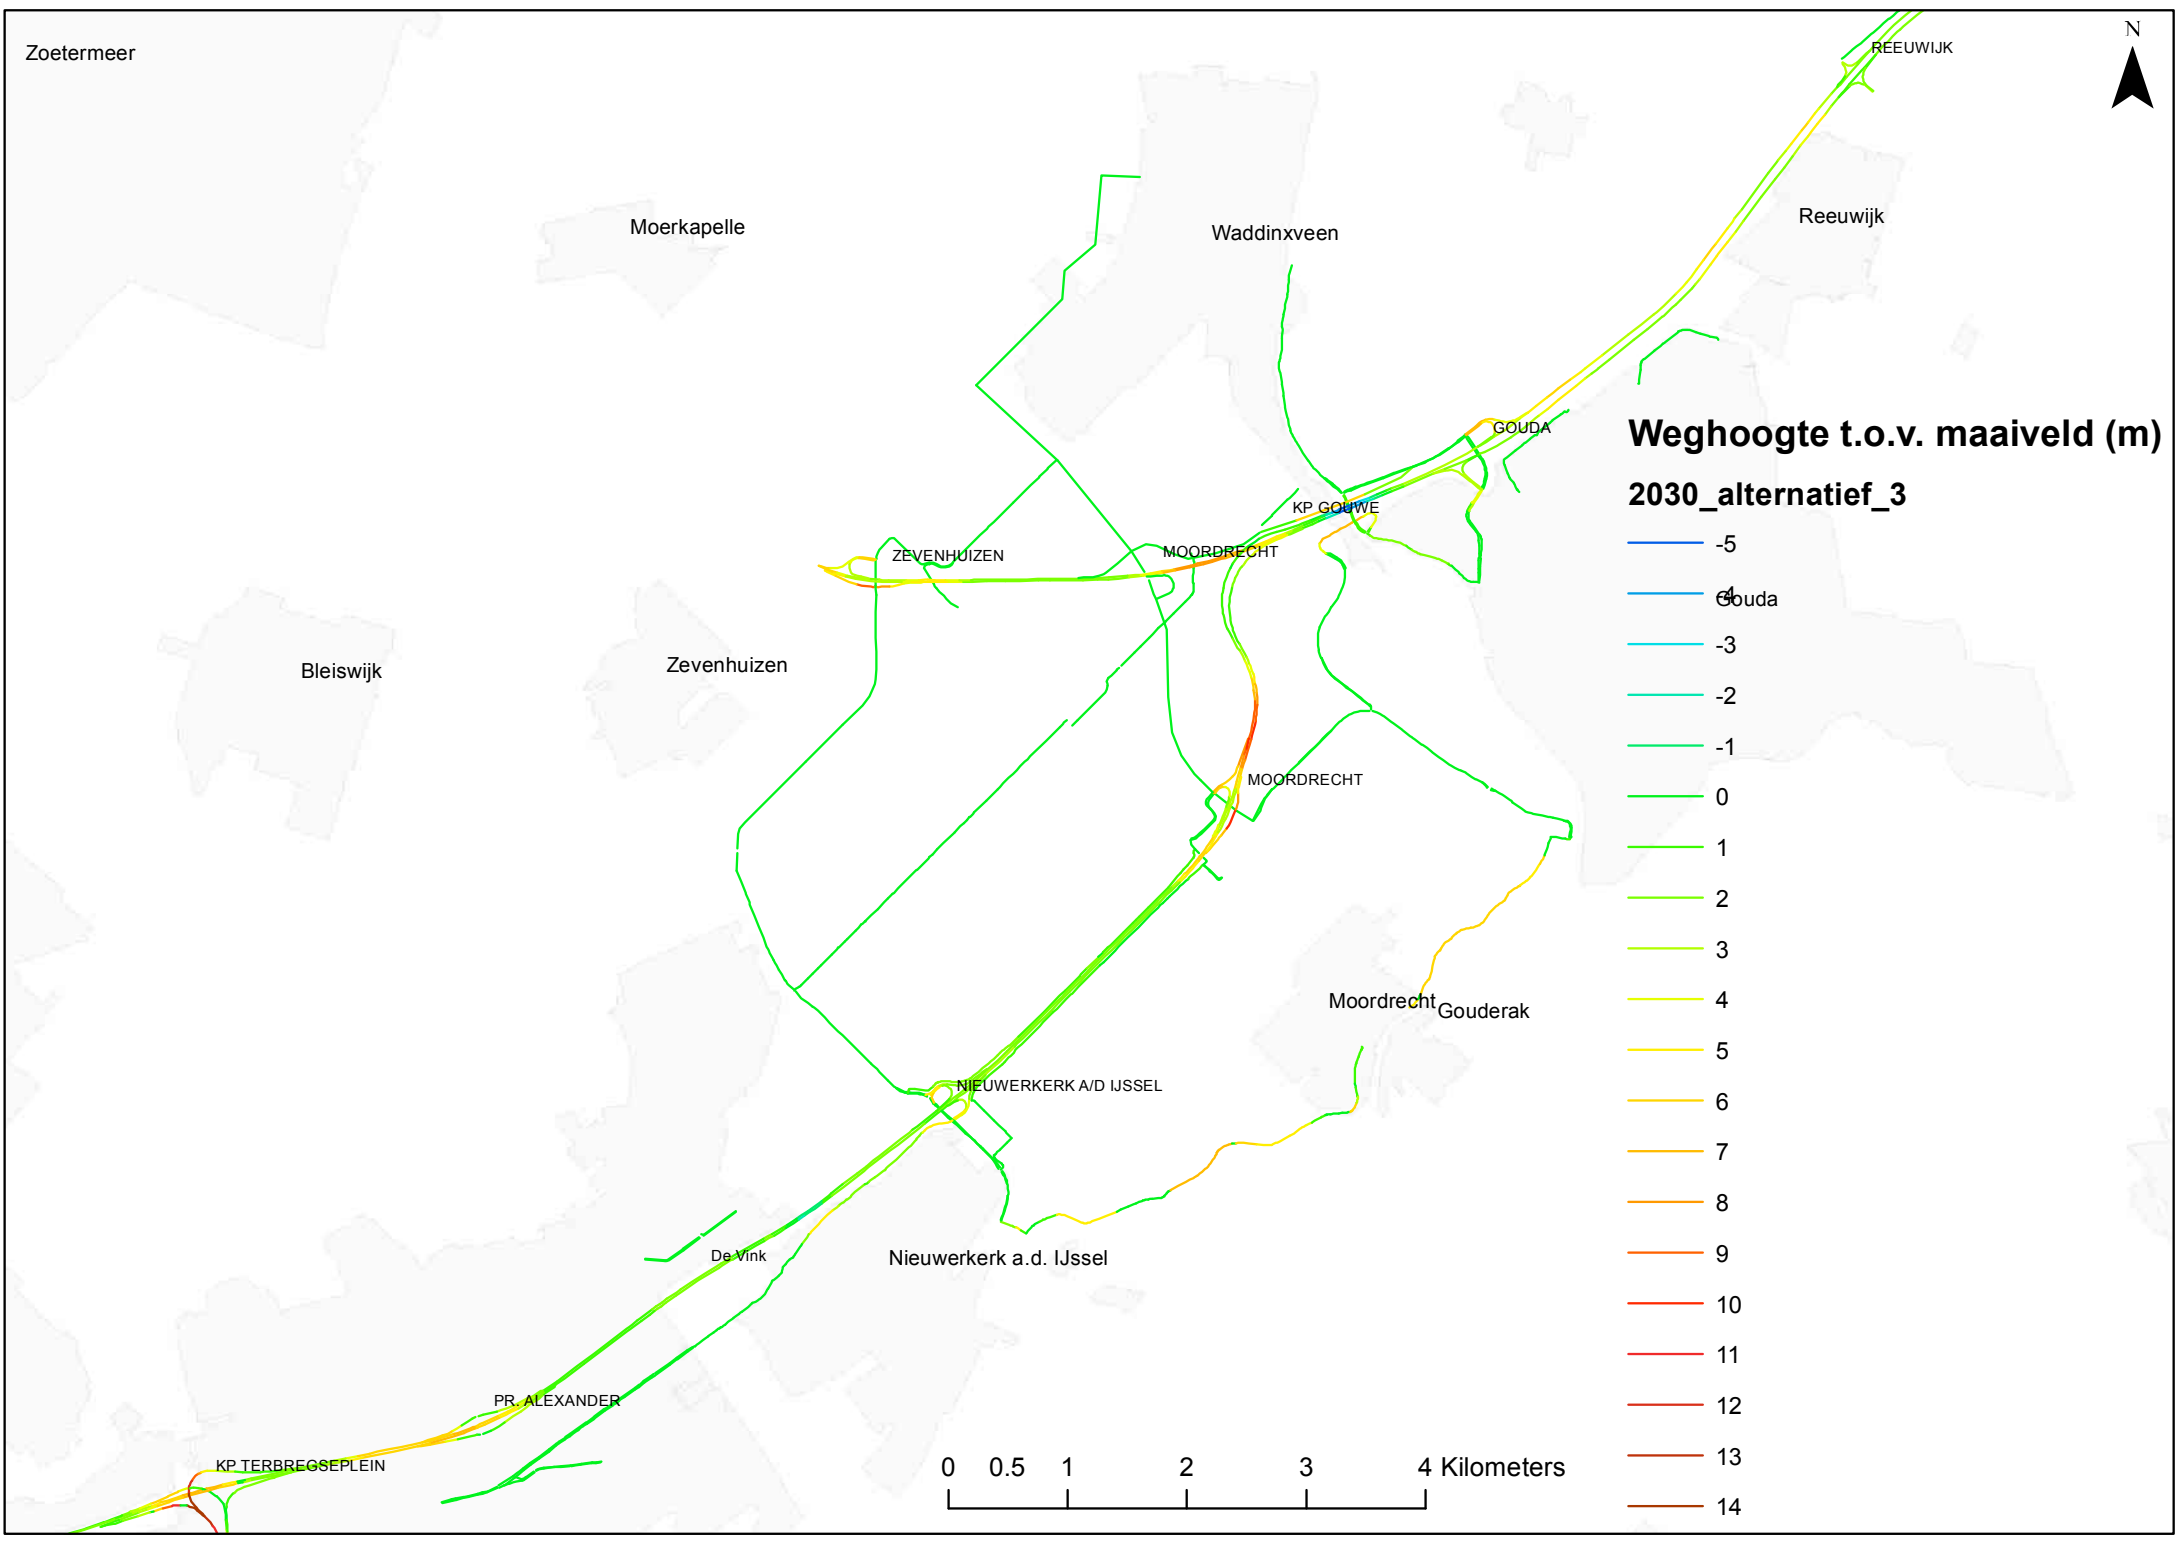 Zoetermeer
N
REEUWIJK
Moerkapelle
Waddinxveen
Reeuwijk
GOUDA
Weghoogte t.o.v. maaiveld (m)
2030_alternatief_3
KP GOUWE
ZEVENHUIZEN
MOORDRECHT
-5
-4
Gouda
-3
-2
-1
0
1
2
3
4
5
6
7
8
9
10
11
12
13
14
Bleiswijk
Zevenhuizen
MOORDRECHT
Moordrecht
Gouderak
NIEUWERKERK A/D IJSSEL
De Vink
Nieuwerkerk a.d. IJssel
PR. ALEXANDER
KP TERBREGSEPLEIN
0 0.5 1 2 3 4 Kilometers